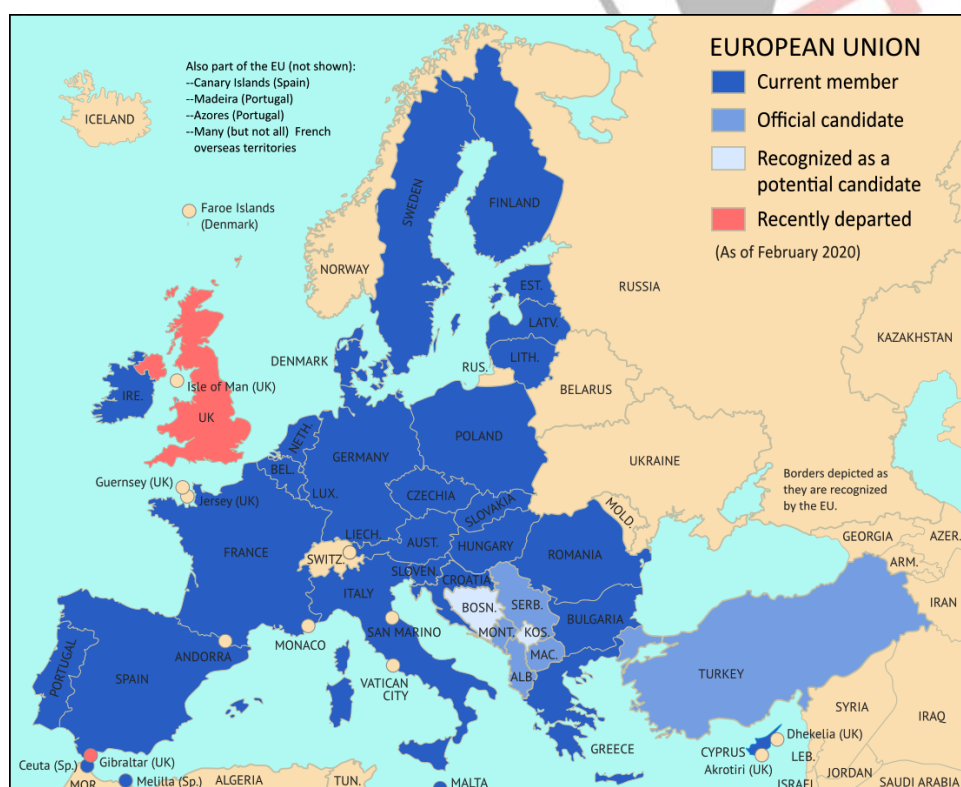 EUROPEAN UNION
Current member
Official candidate
Recognized as a
potential candidate
Recently departed
(As of February 2020)
Also part of the EU (not shown):
--Canary Islands (Spain)
--Madeira (Portugal)
--Azores (Portugal)
--Many (but not all) French
overseas territories
ICELAND
Faroe Islands
(Denmark)
SWEDEN
FINLAND
NORWAY
RUSSIA
EST.
LATV.
LITH.
RUS.
DENMARK
KAZAKHSTAN
BELARUS
IRE.
Isle of Man (UK)
UK
NETH.
BEL.
GERMANY
POLAND
UKRAINE
Guernsey (UK)
Jersey (UK)
LUX.
CZECHIA
SLOVAKIA
MOLD.
Borders depicted as
they are recognized
by the EU.
LIECH.
SWITZ.
AUST.
HUNGARY
ROMANIA
FRANCE
SLOVEN.
CROATIA
GEORGIA
AZER.
ARM.
ITALY
BOSN.
SERB.
BULGARIA
IRAN
SAN MARINO
MONT.
KOS.
MAC.
ALB.
MONACO
ANDORRA
PORTUGAL
SPAIN
VATICAN
CITY
TURKEY
SYRIA
IRAQ
GREECE
CYPRUS
Dhekelia (UK)
Akrotiri (UK)
LEB.
Ceuta (Sp.)
Gibraltar (UK)
MOR.
Melilla (Sp.)
ALGERIA
TUN.
MALTA
ISRAEL
JORDAN
SAUDI ARABIA